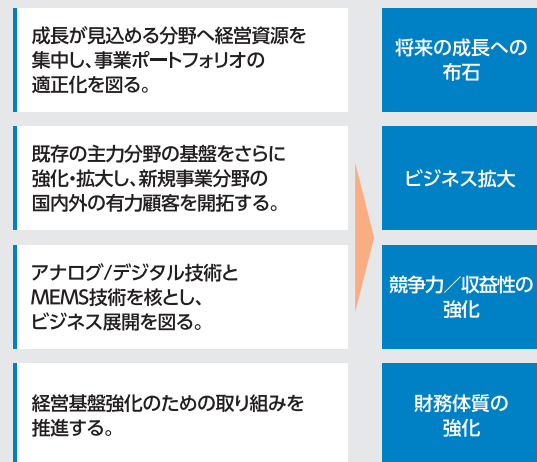 成長が見込める分野へ経営資源を
集中し、事業ポートフォリオの
適正化を図る。
将来の成長への
布石
既存の主力分野の基盤をさらに
強化・拡大し、新規事業分野の
国内外の有力顧客を開拓する。
ビジネス拡大
アナログ/デジタル技術と
MEMS技術を核とし、
ビジネス展開を図る。
競争力／収益性の
強化
経営基盤強化のための取り組みを
推進する。
財務体質の
強化